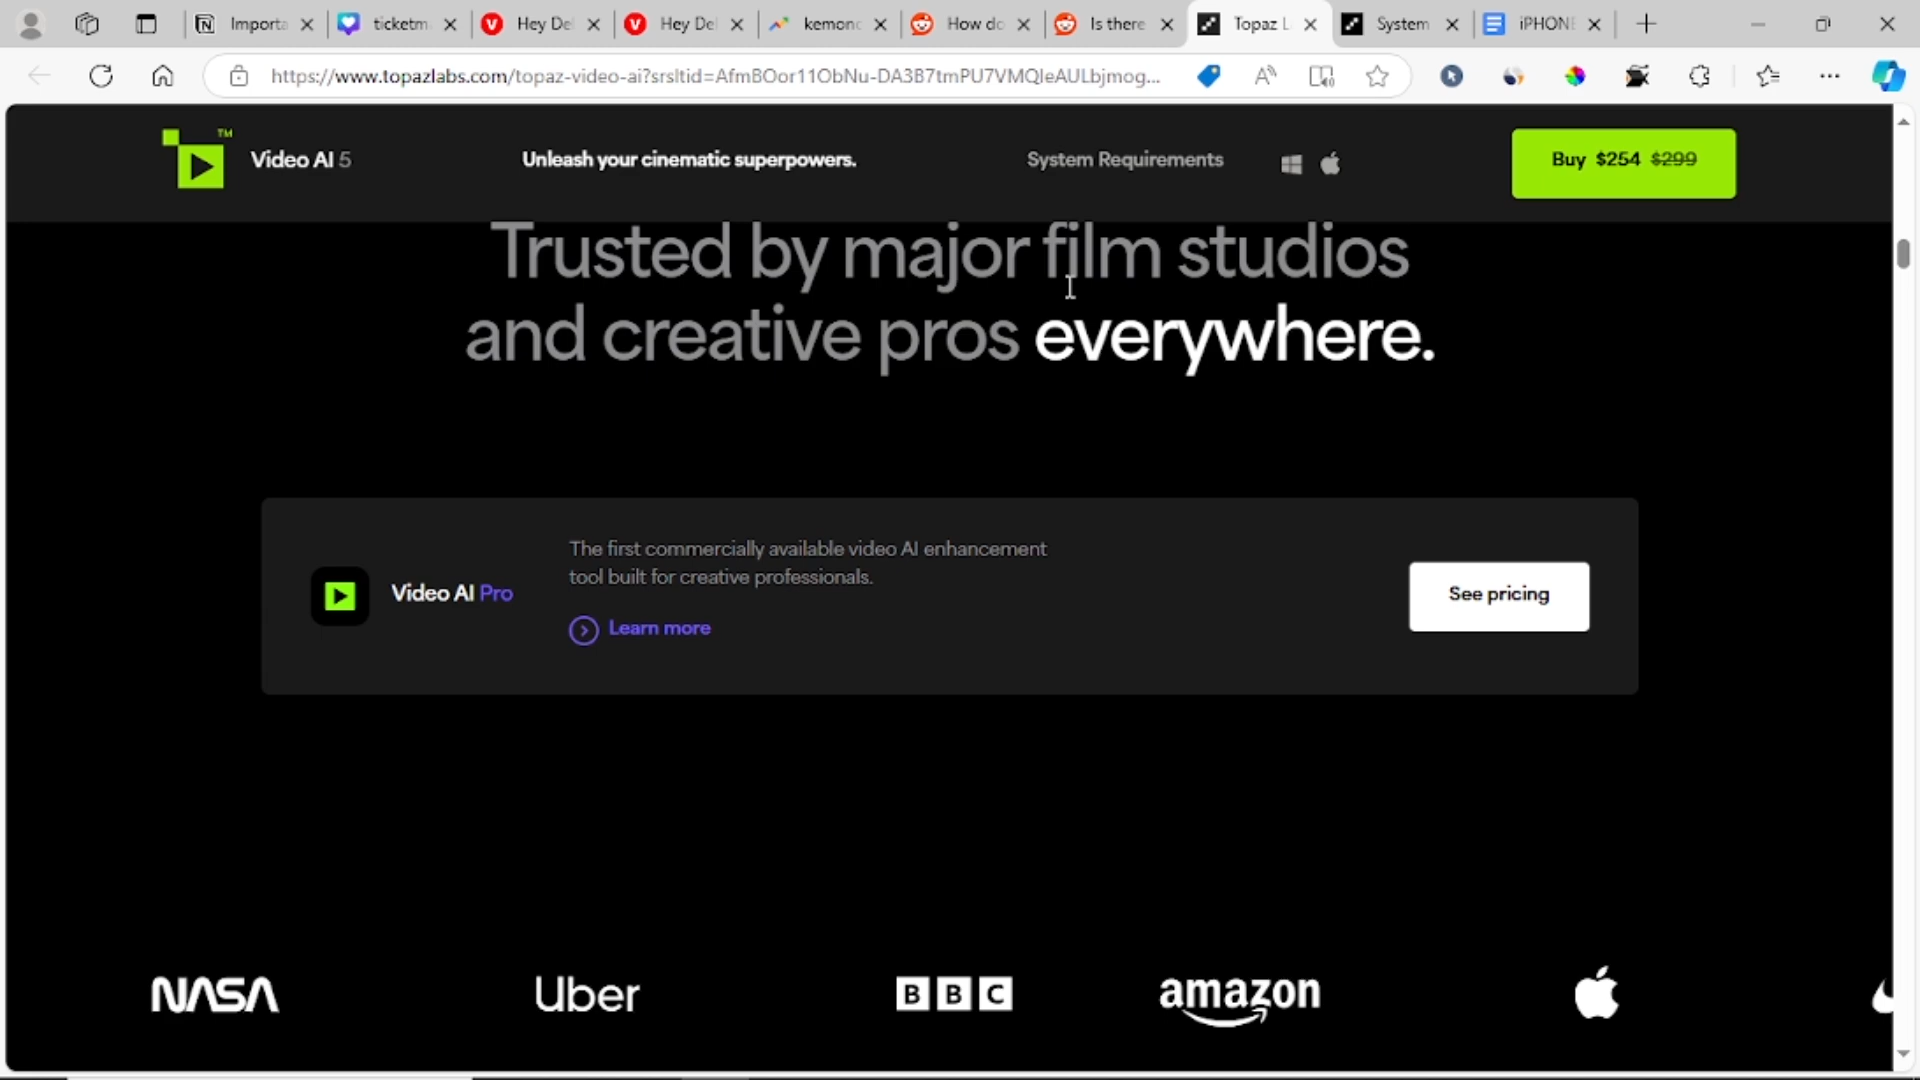 Importa
ticketm
Hey De
Hey Del
kemono
How do
Is there
Topaz L
System
iPHONE
https://www.topazlabs.com/topaz-video-ai?srsltid=AfmBOor11ObNu-DA3B7tmPU7VMQIeAULbjmog...
TM
Video AI 5
Unleash your cinematic superpowers.
System Requirements
Buy $254 $299
Trusted by major film studios
and creative pros everywhere.
Video AI Pro
The first commercially available video AI enhancement
tool built for creative professionals.
Learn more
See pricing
NASA
Uber
BBC
amazon